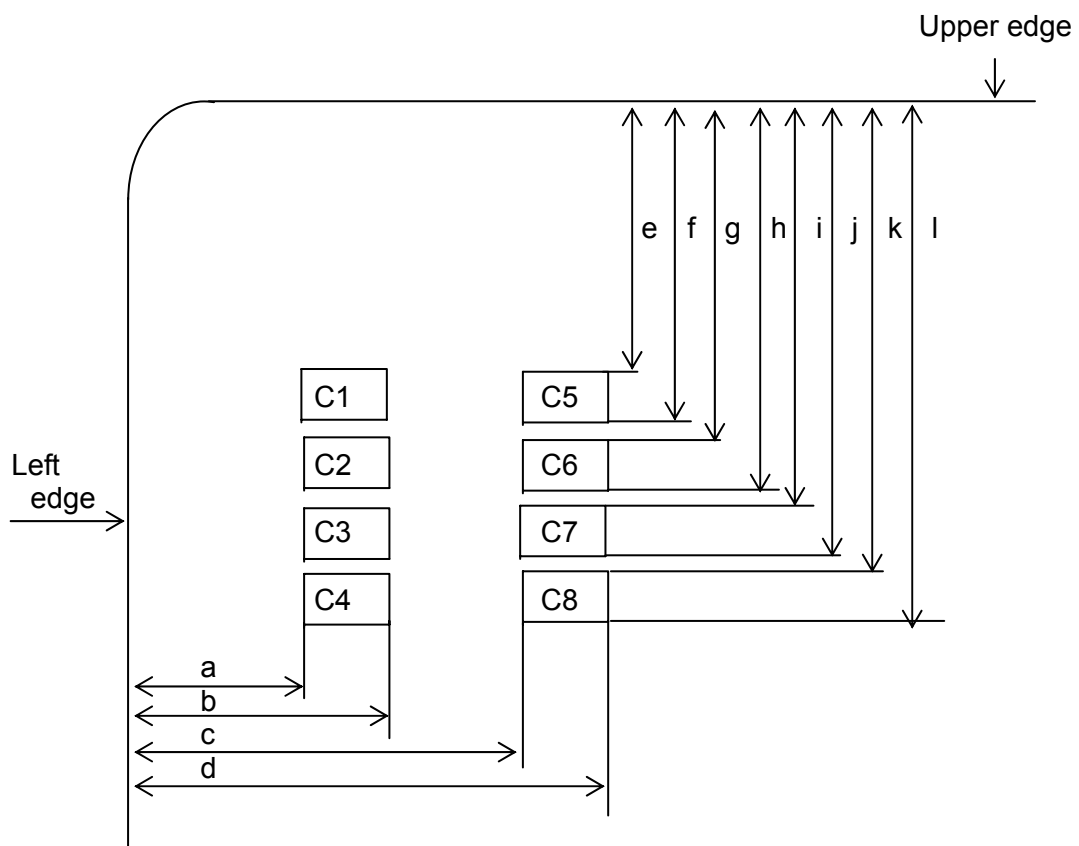 Upper edge
e f g h i j k l
C1 C5
C2 C6
Left
edge
C3 C7
C4 C8
a
b
c
d